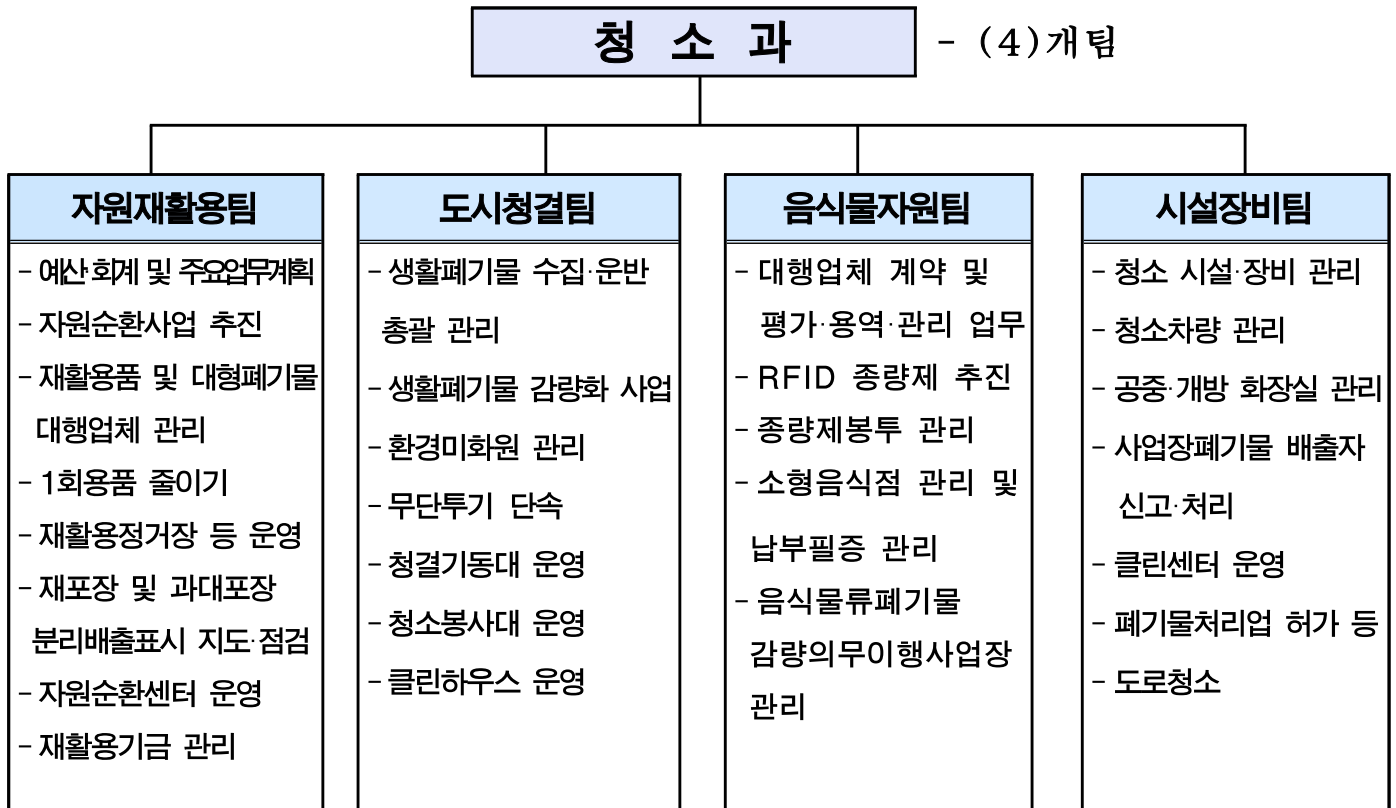 청 소 과
- (4)개팀
자원재활용팀
- 예산 회계 및 주요업무계획
- 자원순환사업 추진
- 재활용품 및 대형폐기물
대행업체 관리
- 1회용품 줄이기
- 재활용정거장 등 운영
- 재포장 및 과대포장
분리배출표시 지도·점검
- 자원순환센터 운영
- 재활용기금 관리
도시청결팀
- 생활폐기물 수집·운반
총괄 관리
- 생활폐기물 감량화 사업
- 환경미화원 관리
- 무단투기 단속
- 청결기동대 운영
- 청소봉사대 운영
- 클린하우스 운영
음식물자원팀
- 대행업체 계약 및
평가·용역·관리 업무
- RFID 종량제 추진
- 종량제봉투 관리
- 소형음식점 관리 및
납부필증 관리
- 음식물류폐기물
감량의무이행사업장
관리
시설장비팀
- 청소 시설·장비 관리
- 청소차량 관리
- 공중·개방 화장실 관리
- 사업장폐기물 배출자
신고·처리
- 클린센터 운영
- 폐기물처리업 허가 등
- 도로청소